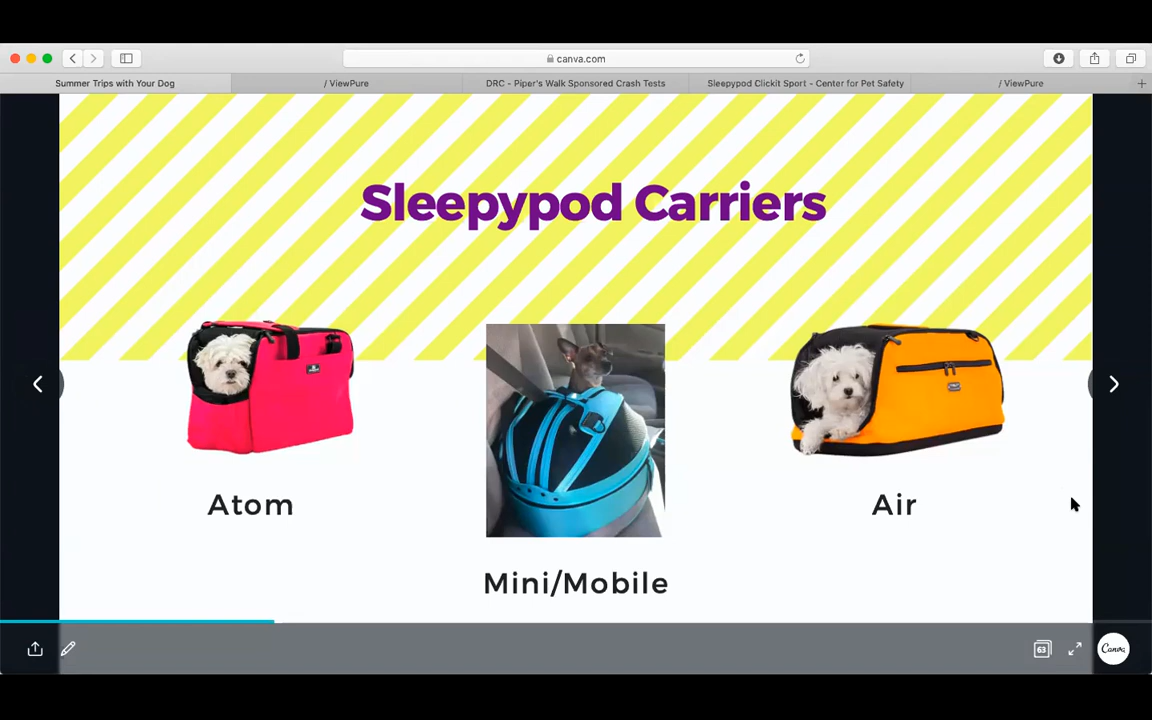 canva.com
Summer Trips with Your Dog
/ ViewPure
DRC - Piper's Walk Sponsored Crash Tests
Sleepypod Clickit Sport - Center for Pet Safety
/ ViewPure
Sleepypod Carriers
Atom
Air
Mini/Mobile
63
Canva